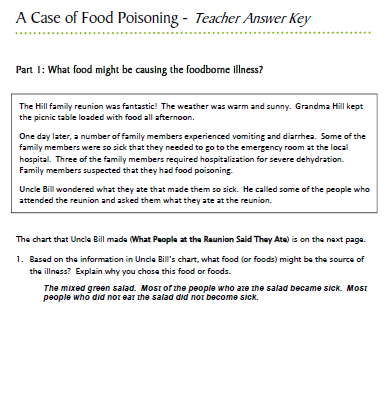 A Case of Food Poisoning - Teacher Answer Key
Part 1: What food might be causing the foodborne illness?
The Hill family reunion was fantastic! The weather was warm and sunny. Grandma Hill kept
the picnic table loaded with food all afternoon.
One day later, a number of family members experienced vomiting and diarrhea. Some of the
family members were so sick that they needed to go to the emergency room at the local
hospital. Three of the family members required hospitalization for severe dehydration.
Family members suspected that they had food poisoning.
Uncle Bill wondered what they ate that made them so sick. He called some of the people who
attended the reunion and asked them what they ate at the reunion.
The chart that Uncle Bill made (What People at the Reunion Said They Ate) is on the next page.
1. Based on the information in Uncle Bill's chart, what food (or foods) might be the source of
the illness? Explain why you chose this food or foods.
The mixed green salad. Most of the people who ate the salad became sick. Most
people who did not eat the salad did not become sick.